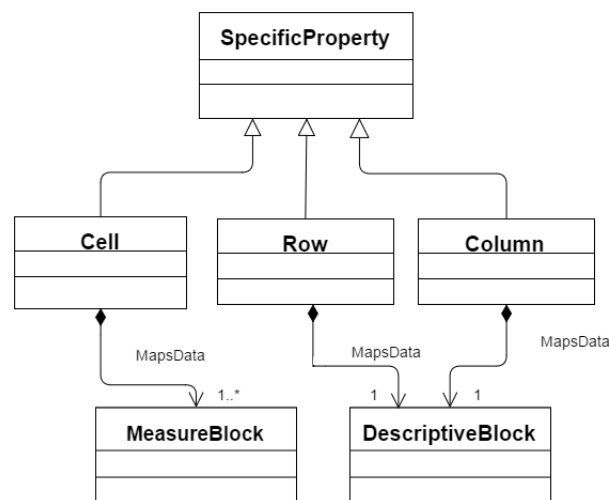 SpecificProperty
Cell
Row
Column
MapsData
MapsData
MapsData
1..*
1
1
MeasureBlock
DescriptiveBlock